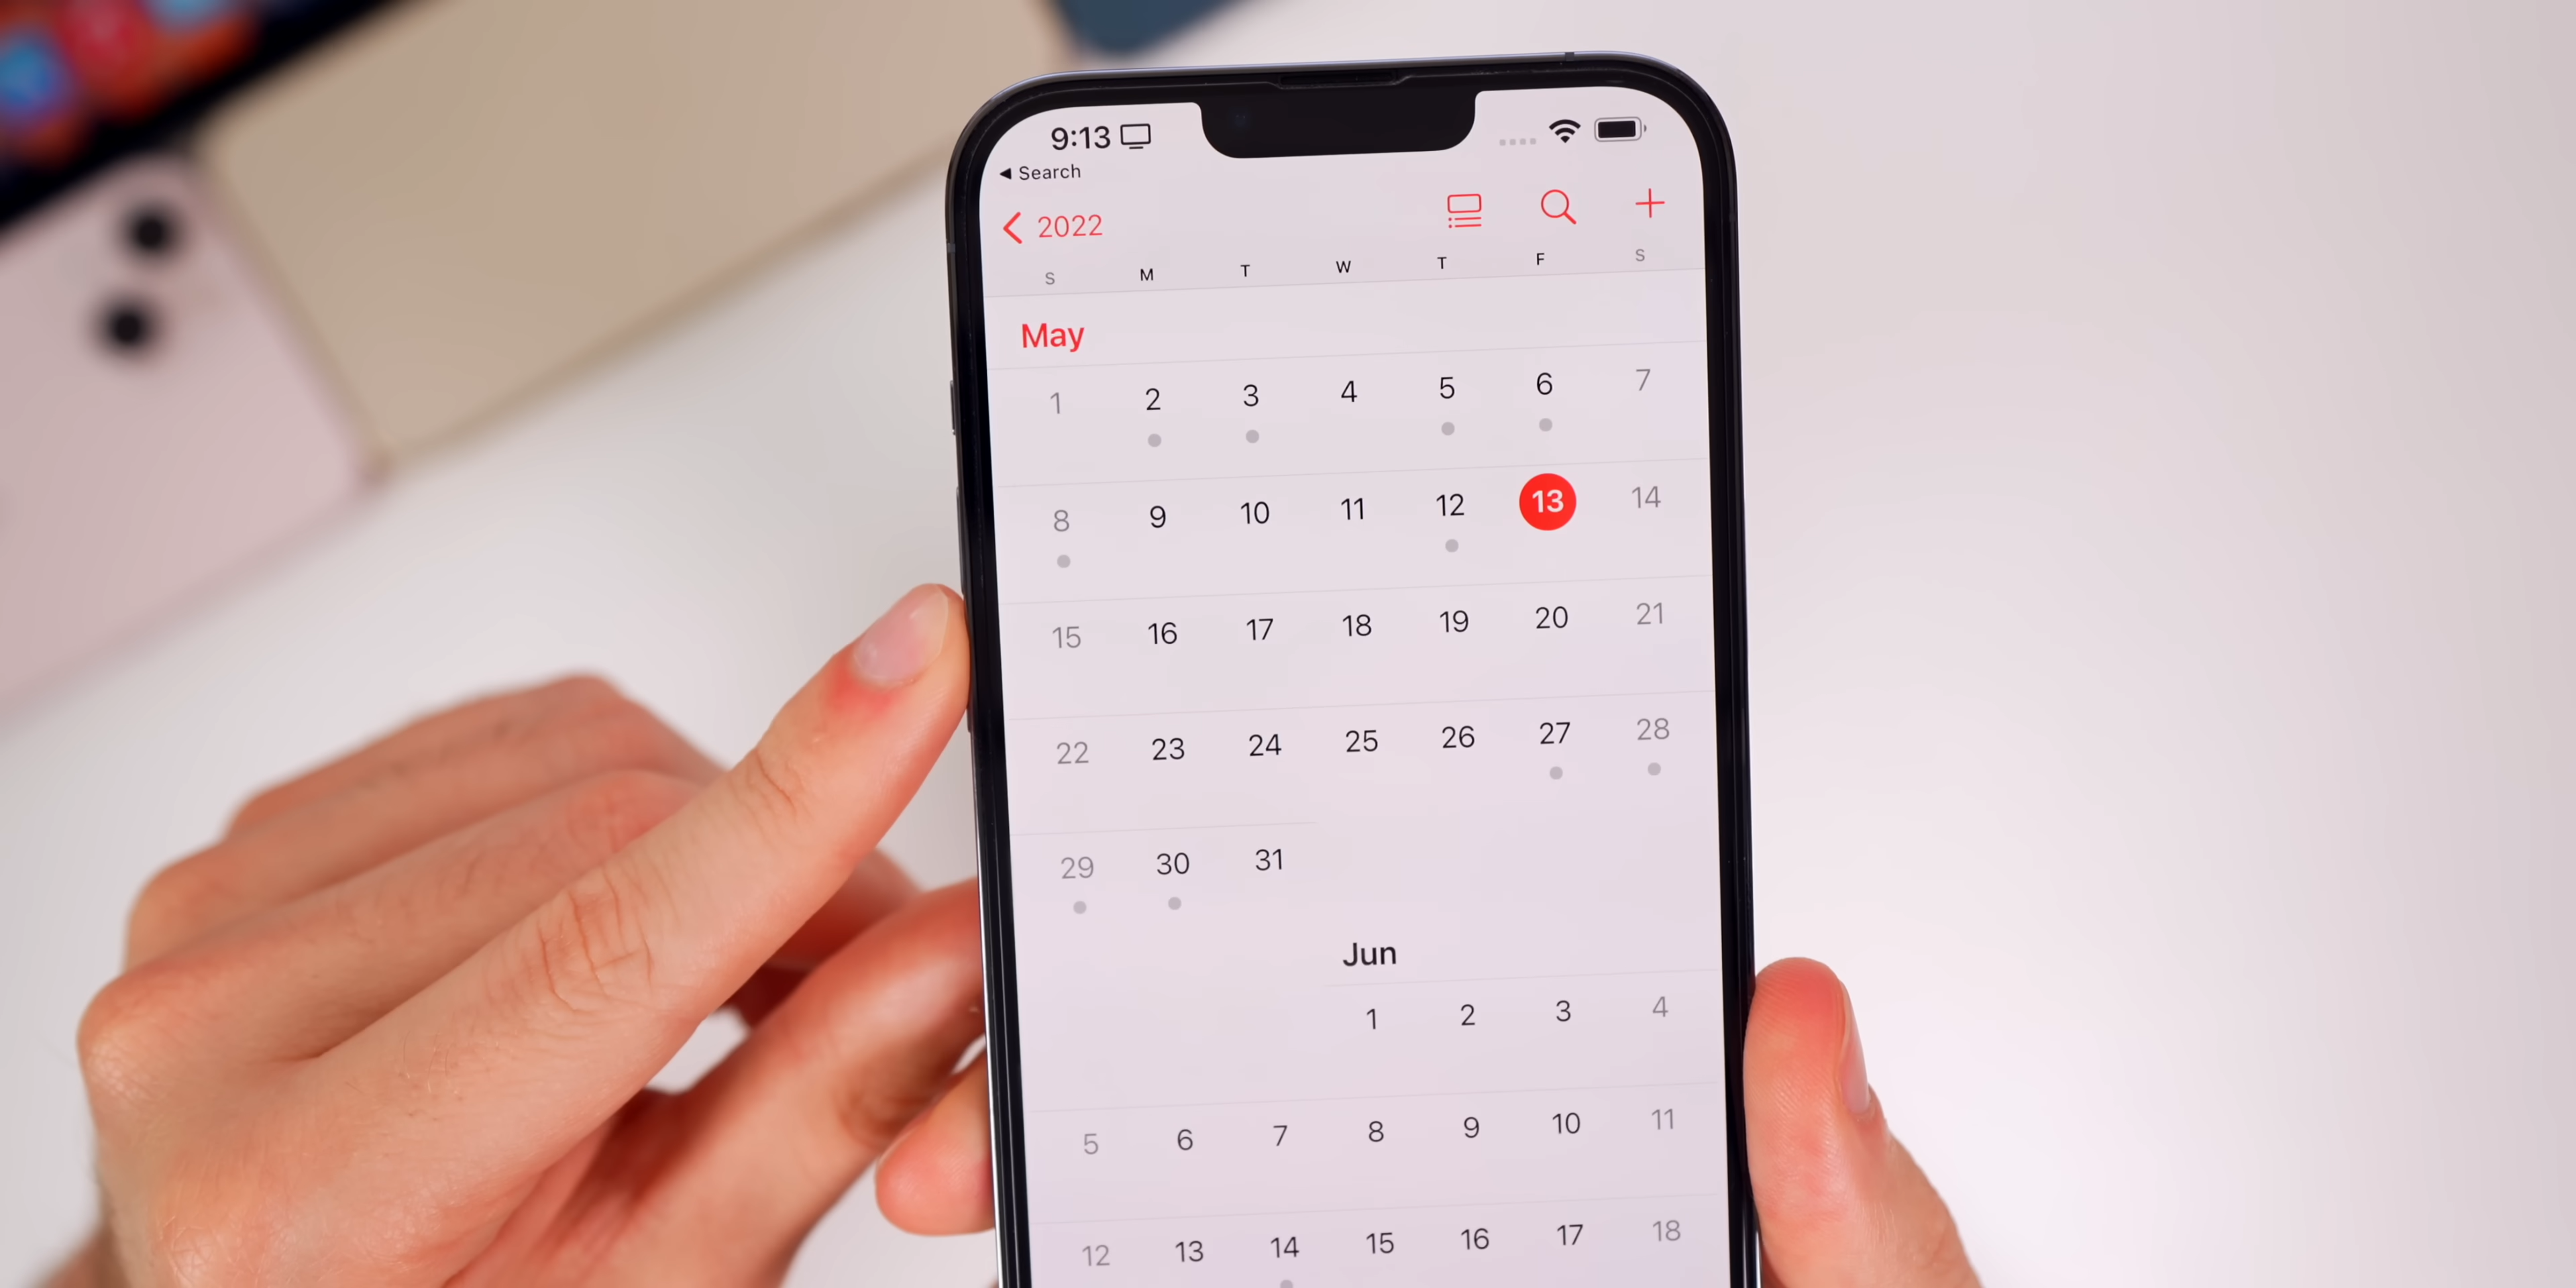 9:13
◀ Search
2022
S M T W T F S
May
1 2 3 4 5 6 7
8 9 10 11 12 13 14
15 16 17 18 19 20 21
22 23 24 25 26 27 28
29 30 31
Jun
1 2 3 4
5 6 7 8 9 10 11
12 13 14 15 16 17 18